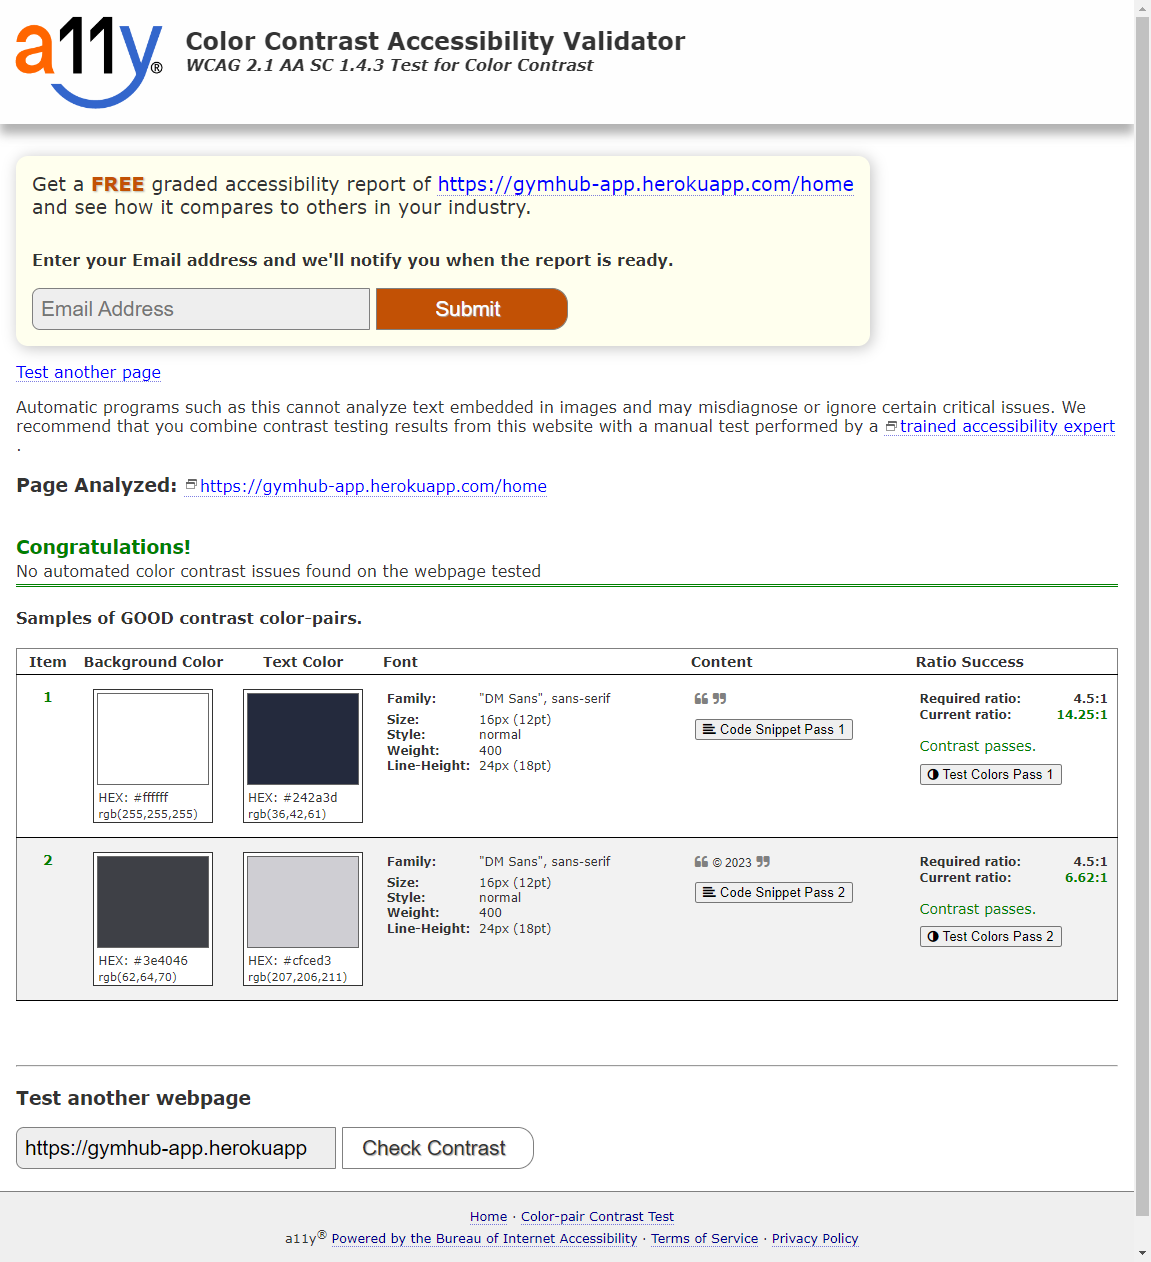 a11y®
Color Contrast Accessibility Validator
WCAG 2.1 AA SC 1.4.3 Test for Color Contrast
Get a FREE graded accessibility report of https://gymhub-app.herokuapp.com/home
and see how it compares to others in your industry.
Enter your Email address and we'll notify you when the report is ready.
Email Address
Submit
Test another page
Automatic programs such as this cannot analyze text embedded in images and may misdiagnose or ignore certain critical issues. We
recommend that you combine contrast testing results from this website with a manual test performed by a trained accessibility expert
.
Page Analyzed: https://gymhub-app.herokuapp.com/home
Congratulations!
No automated color contrast issues found on the webpage tested
Samples of GOOD contrast color-pairs.
Item Background Color Text Color Font Content Ratio Success
1
HEX: #ffffff
rgb(255,255,255)
HEX: #242a3d
rgb(36,42,61)
Family: "DM Sans", sans-serif
Size: 16px (12pt)
Style: normal
Weight: 400
Line-Height: 24px (18pt)
❝ ❞
Code Snippet Pass 1
Required ratio: 4.5:1
Current ratio: 14.25:1
Contrast passes.
Test Colors Pass 1
2
HEX: #3e4046
rgb(62,64,70)
HEX: #cfced3
rgb(207,206,211)
Family: "DM Sans", sans-serif
Size: 16px (12pt)
Style: normal
Weight: 400
Line-Height: 24px (18pt)
❝ © 2023 ❞
Code Snippet Pass 2
Required ratio: 4.5:1
Current ratio: 6.62:1
Contrast passes.
Test Colors Pass 2
Test another webpage
https://gymhub-app.herokuapp
Check Contrast
Home · Color-pair Contrast Test
a11y® Powered by the Bureau of Internet Accessibility · Terms of Service · Privacy Policy